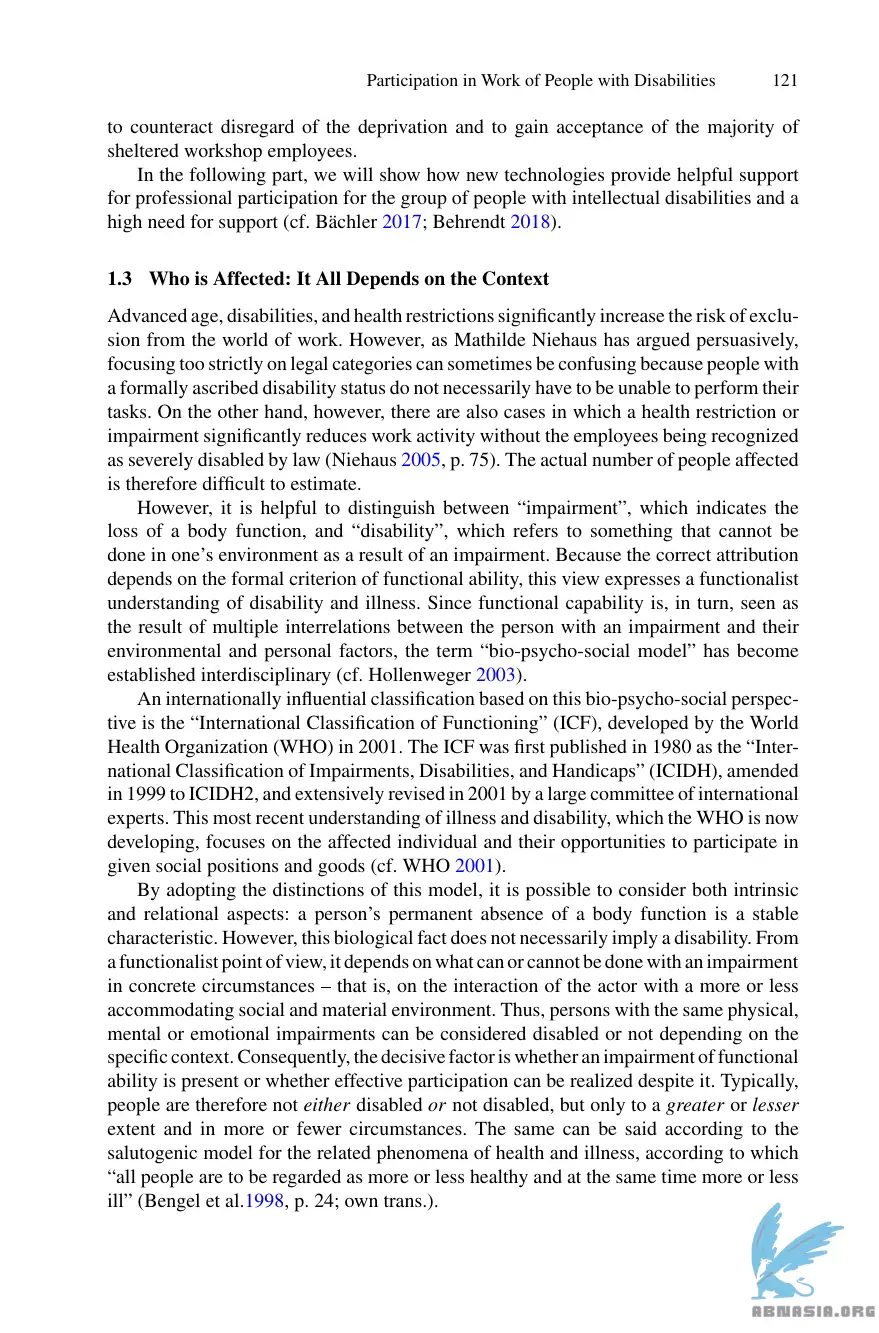 Participation in Work of People with Disabilities 121
to counteract disregard of the deprivation and to gain acceptance of the majority of
sheltered workshop employees.
In the following part, we will show how new technologies provide helpful support
for professional participation for the group of people with intellectual disabilities and a
high need for support (cf. Bächler 2017; Behrendt 2018).
1.3 Who is Affected: It All Depends on the Context
Advanced age, disabilities, and health restrictions significantly increase the risk of exclu-
sion from the world of work. However, as Mathilde Niehaus has argued persuasively,
focusing too strictly on legal categories can sometimes be confusing because people with
a formally ascribed disability status do not necessarily have to be unable to perform their
tasks. On the other hand, however, there are also cases in which a health restriction or
impairment significantly reduces work activity without the employees being recognized
as severely disabled by law (Niehaus 2005, p. 75). The actual number of people affected
is therefore difficult to estimate.
However, it is helpful to distinguish between “impairment”, which indicates the
loss of a body function, and “disability”, which refers to something that cannot be
done in one’s environment as a result of an impairment. Because the correct attribution
depends on the formal criterion of functional ability, this view expresses a functionalist
understanding of disability and illness. Since functional capability is, in turn, seen as
the result of multiple interrelations between the person with an impairment and their
environmental and personal factors, the term “bio-psycho-social model” has become
established interdisciplinary (cf. Hollenweger 2003).
An internationally influential classification based on this bio-psycho-social perspec-
tive is the “International Classification of Functioning” (ICF), developed by the World
Health Organization (WHO) in 2001. The ICF was first published in 1980 as the “Inter-
national Classification of Impairments, Disabilities, and Handicaps” (ICIDH), amended
in 1999 to ICIDH2, and extensively revised in 2001 by a large committee of international
experts. This most recent understanding of illness and disability, which the WHO is now
developing, focuses on the affected individual and their opportunities to participate in
given social positions and goods (cf. WHO 2001).
By adopting the distinctions of this model, it is possible to consider both intrinsic
and relational aspects: a person’s permanent absence of a body function is a stable
characteristic. However, this biological fact does not necessarily imply a disability. From
a functionalist point of view, it depends on what can or cannot be done with an impairment
in concrete circumstances – that is, on the interaction of the actor with a more or less
accommodating social and material environment. Thus, persons with the same physical,
mental or emotional impairments can be considered disabled or not depending on the
specific context. Consequently, the decisive factor is whether an impairment of functional
ability is present or whether effective participation can be realized despite it. Typically,
people are therefore not either disabled or not disabled, but only to a greater or lesser
extent and in more or fewer circumstances. The same can be said according to the
salutogenic model for the related phenomena of health and illness, according to which
“all people are to be regarded as more or less healthy and at the same time more or less
ill” (Bengel et al.1998, p. 24; own trans.).
ABNASIA.ORG